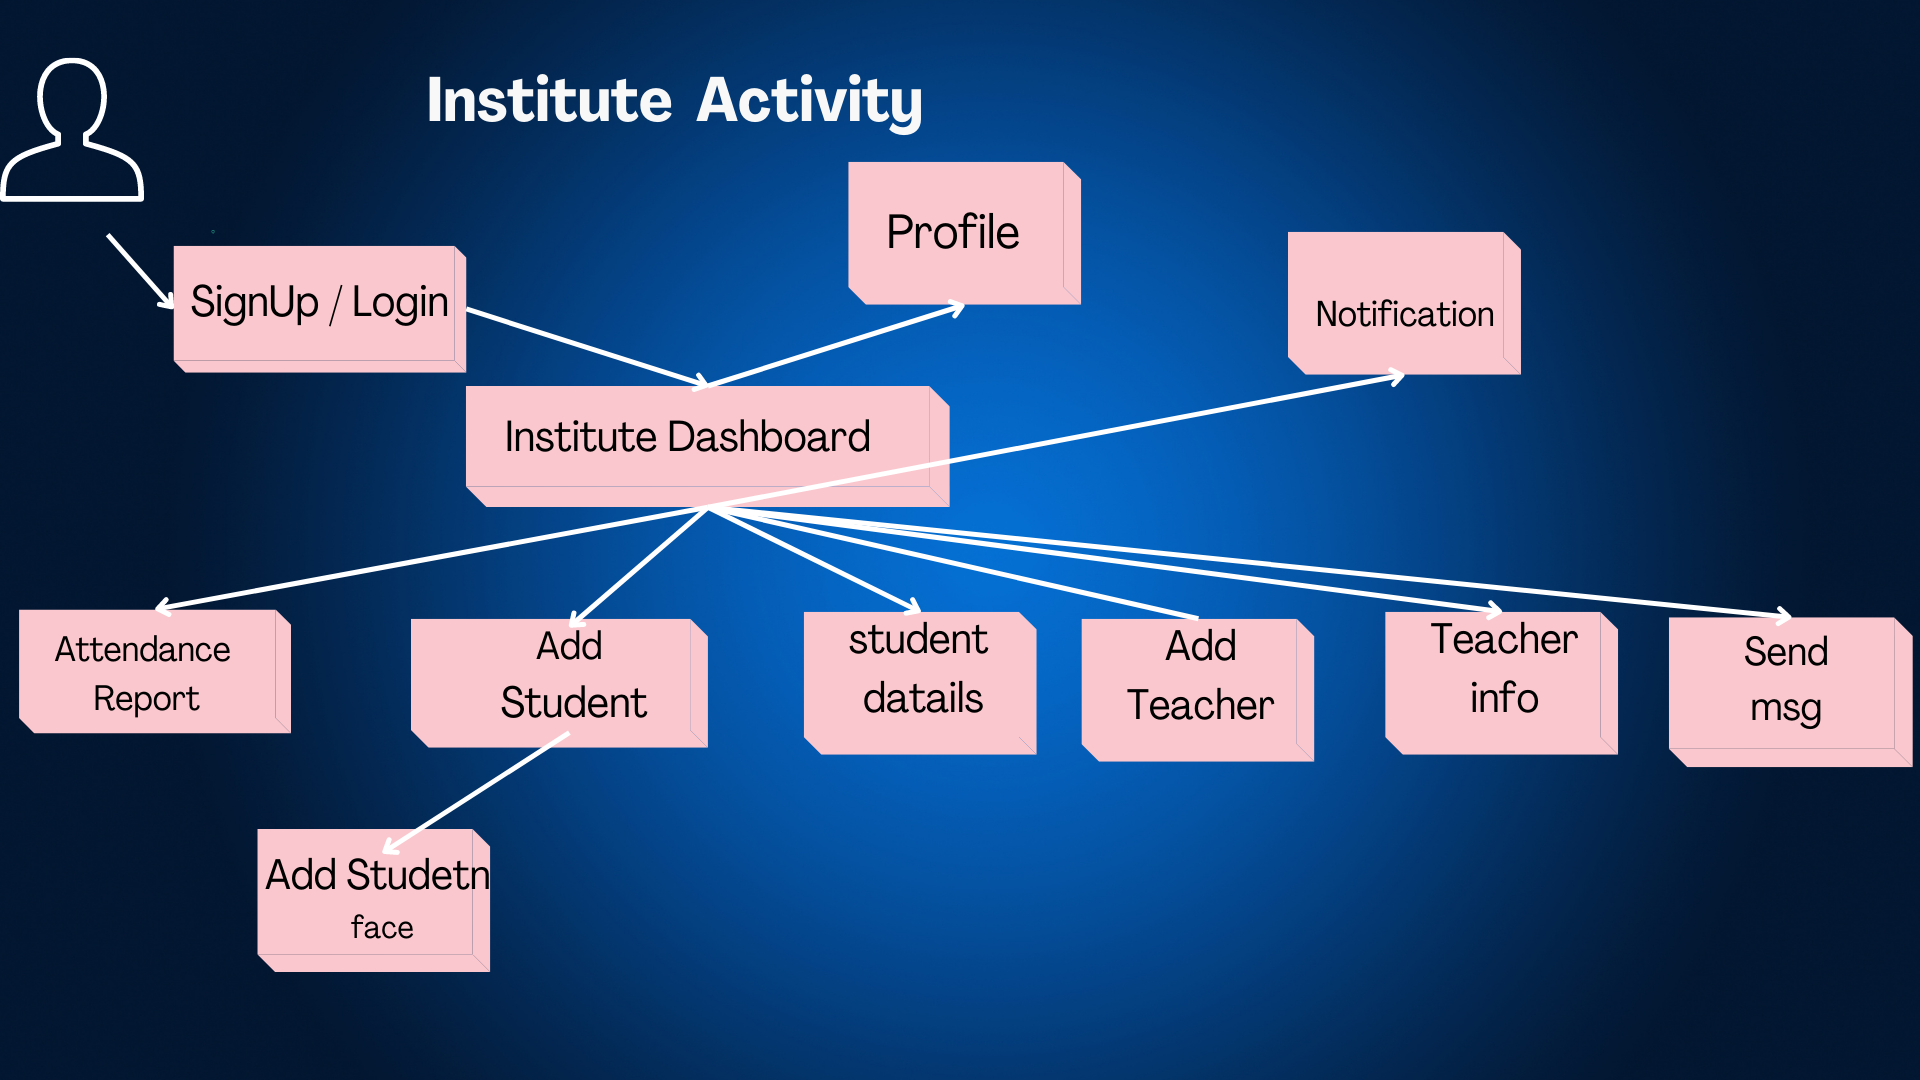 Institute Activity
Profile
SignUp / Login
Notification
Institute Dashboard
Attendance
Report
Add
Student
student
datails
Add
Teacher
Teacher
info
Send
msg
Add Studetn
face